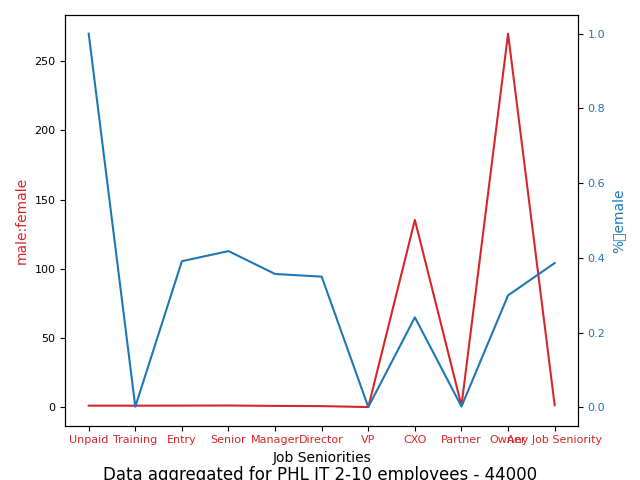 250
200
150
100
50
0
male:female
1.0
0.8
0.6
0.4
0.2
0.0
%▯emale
Unpaid Training Entry Senior Manager Director VP CXO Partner Owner Any Job Seniority
Job Seniorities
Data aggregated for PHL IT 2-10 employees - 44000